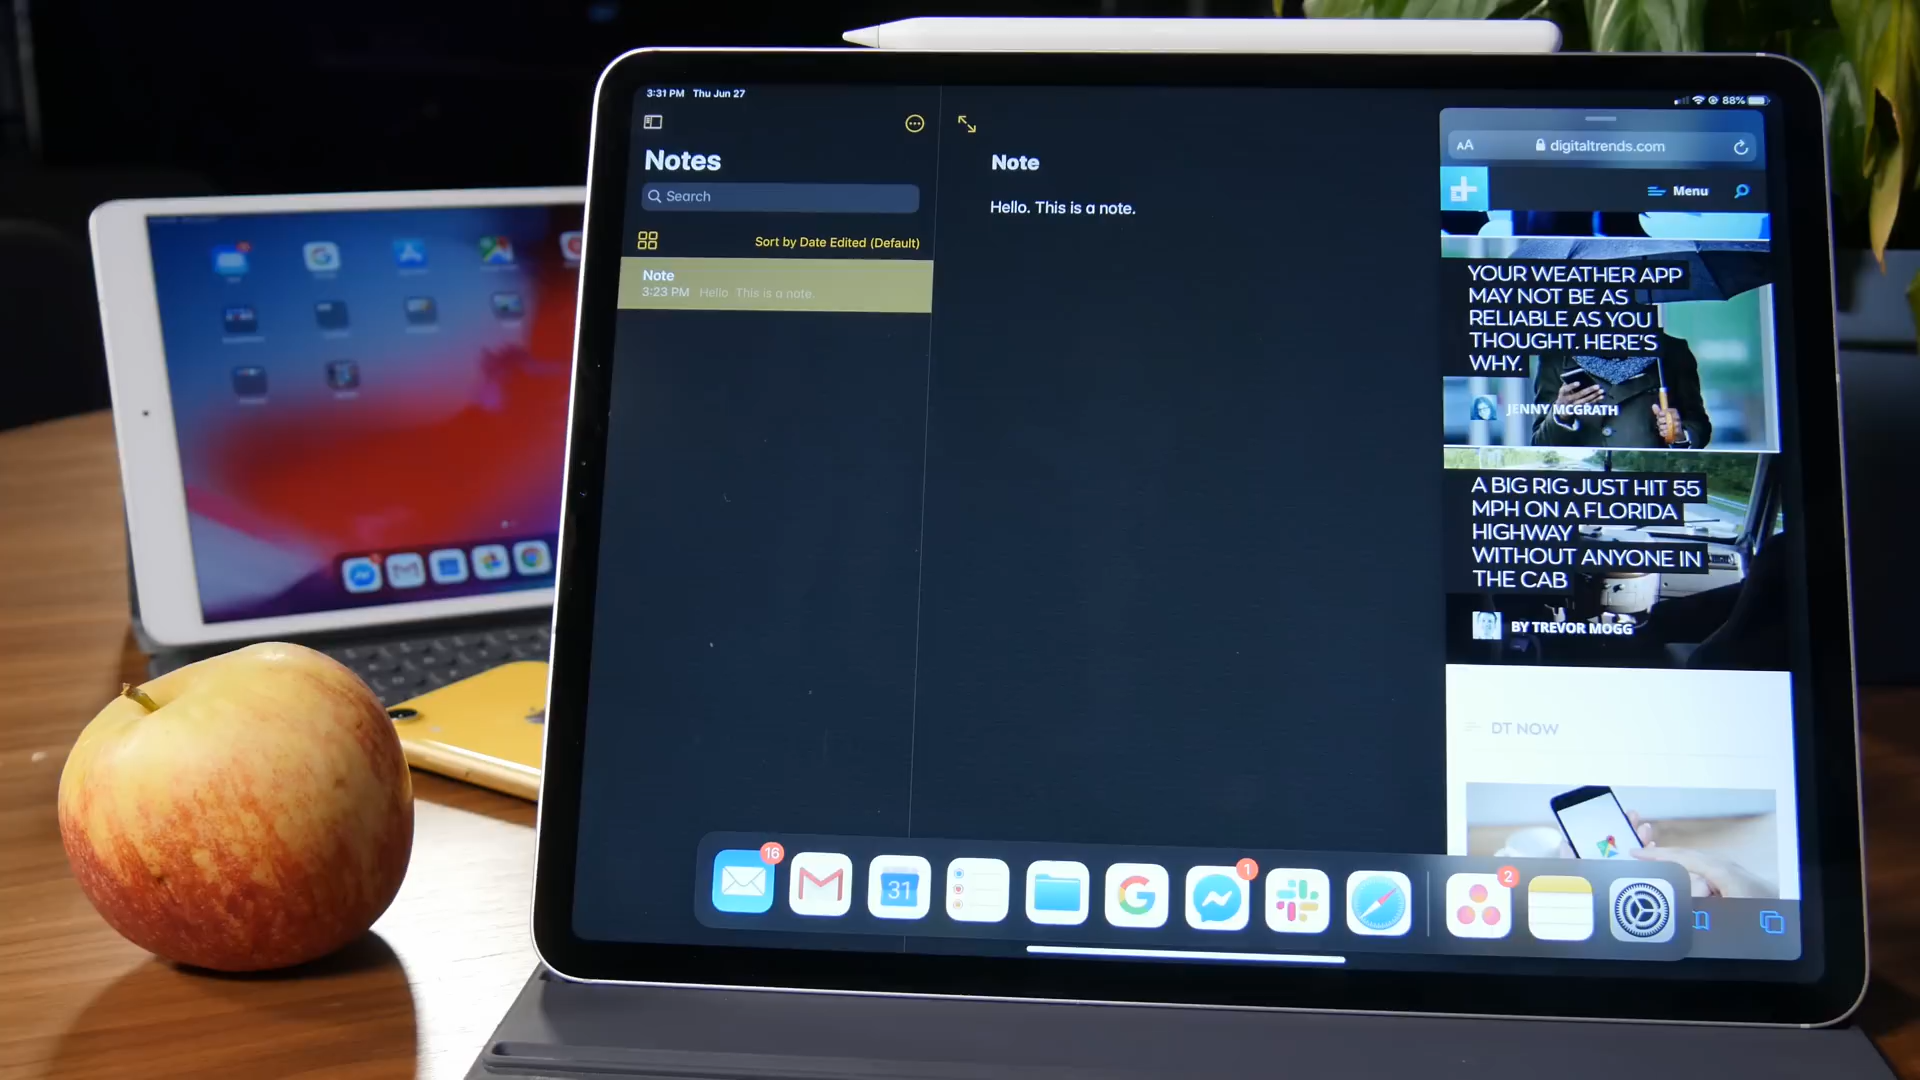 3:31 PM Thu Jun 27
88%
Notes
Search
Sort by Date Edited (Default)
Note
3:23 PM Hello This is a note.
Note
Hello. This is a note.
AA
digitaltrends.com
Menu
YOUR WEATHER APP
MAY NOT BE AS
RELIABLE AS YOU
THOUGHT. HERE'S
WHY.
JENNY MCGRATH
A BIG RIG JUST HIT 55
MPH ON A FLORIDA
HIGHWAY
WITHOUT ANYONE IN
THE CAB
BY TREVOR MOGG
DT NOW
16
31
1
2